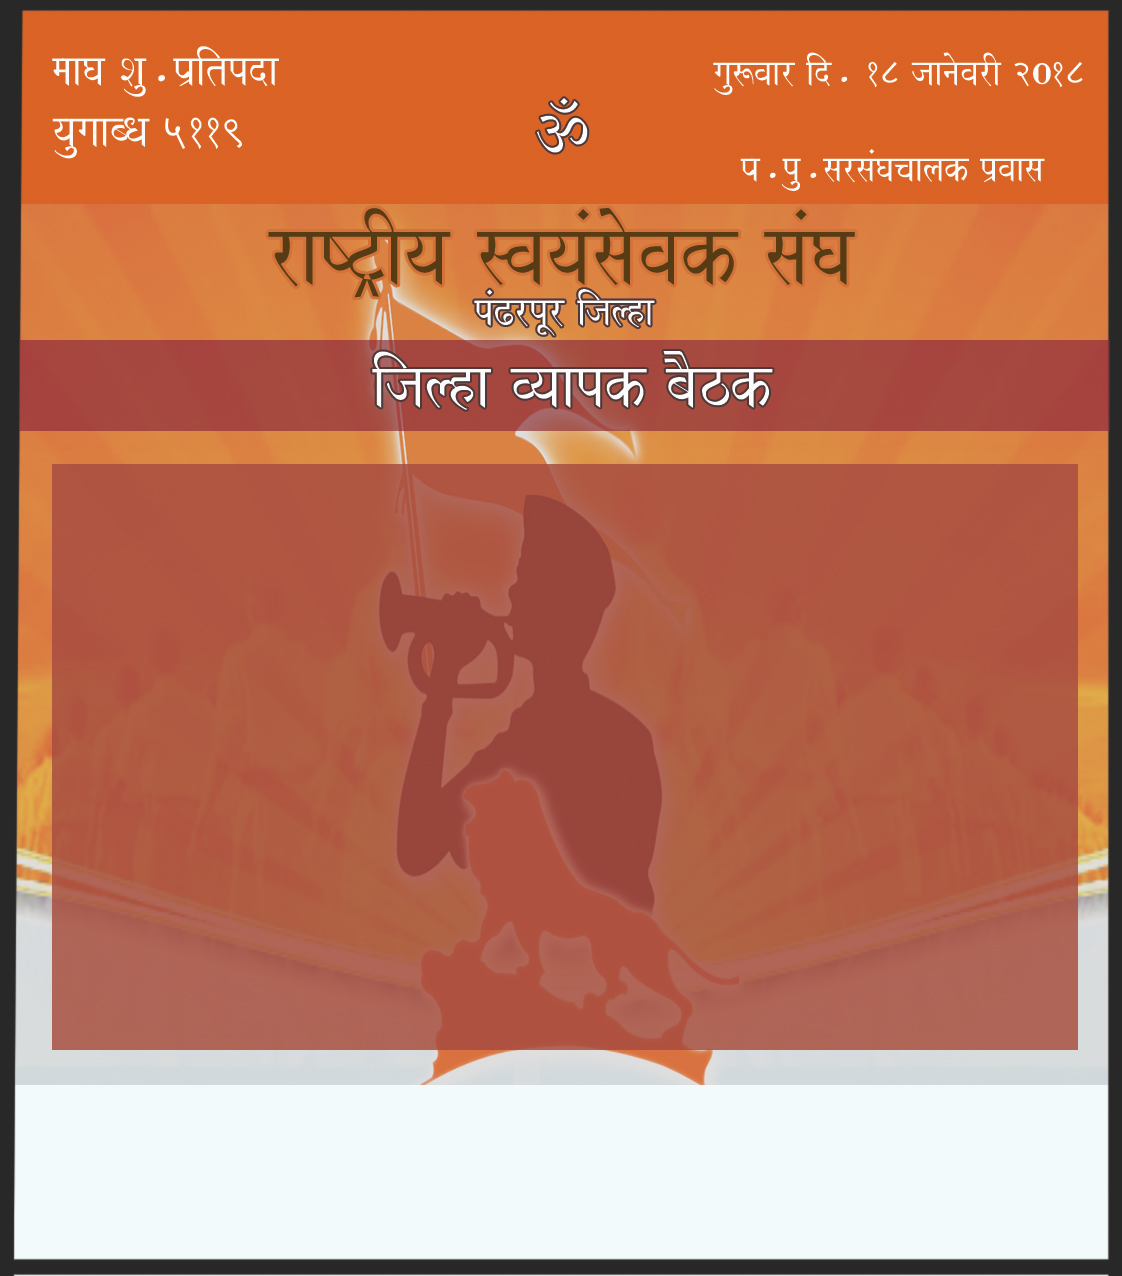 माघ शु.प्रतिपदा
युगाब्ध ५११९
ॐ
गुरूवार दि. १८ जानेवरी २०१८
प.पु.सरसंघचालक प्रवास
राष्ट्रीय स्वयंसेवक संघ
पंढरपूर जिल्हा
जिल्हा व्यापक बैठक